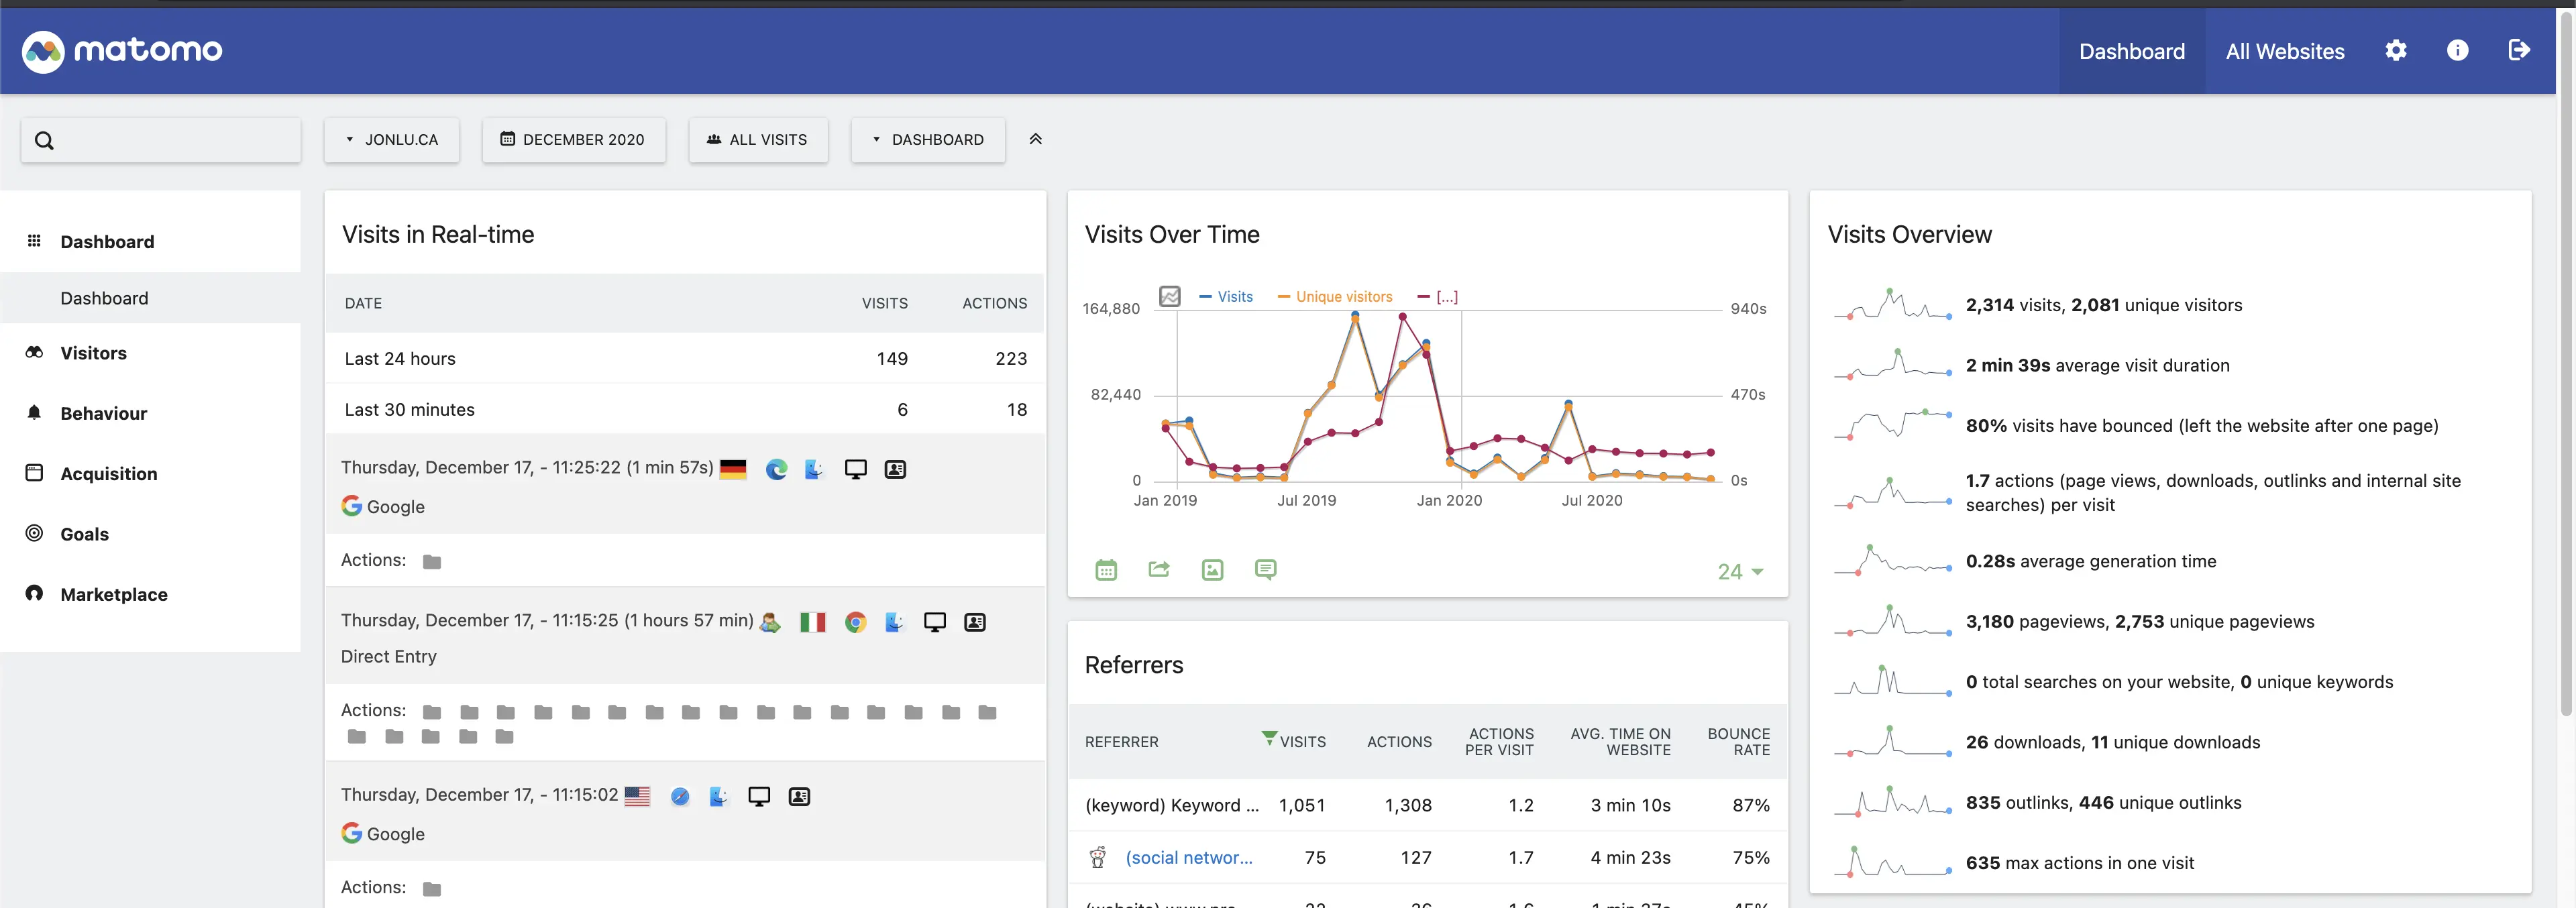 matomo
Dashboard
All Websites
JONLU.CA
DECEMBER 2020
ALL VISITS
DASHBOARD
Dashboard
Dashboard
Visitors
Behaviour
Acquisition
Goals
Marketplace
Visits in Real-time
DATE VISITS ACTIONS
Last 24 hours 149 223
Last 30 minutes 6 18
Thursday, December 17, - 11:25:22 (1 min 57s)
Google
Actions:
Thursday, December 17, - 11:15:25 (1 hours 57 min)
Direct Entry
Actions:
Thursday, December 17, - 11:15:02
Google
Actions:
Visits Over Time
Visits Unique visitors [...]
164,880 940s
82,440 470s
0 0s
Jan 2019 Jul 2019 Jan 2020 Jul 2020
24
Referrers
REFERRER VISITS ACTIONS ACTIONS PER VISIT AVG. TIME ON WEBSITE BOUNCE RATE
(keyword) Keyword ... 1,051 1,308 1.2 3 min 10s 87%
(social networ... 75 127 1.7 4 min 23s 75%
Visits Overview
2,314 visits, 2,081 unique visitors
2 min 39s average visit duration
80% visits have bounced (left the website after one page)
1.7 actions (page views, downloads, outlinks and internal site
searches) per visit
0.28s average generation time
3,180 pageviews, 2,753 unique pageviews
0 total searches on your website, 0 unique keywords
26 downloads, 11 unique downloads
835 outlinks, 446 unique outlinks
635 max actions in one visit